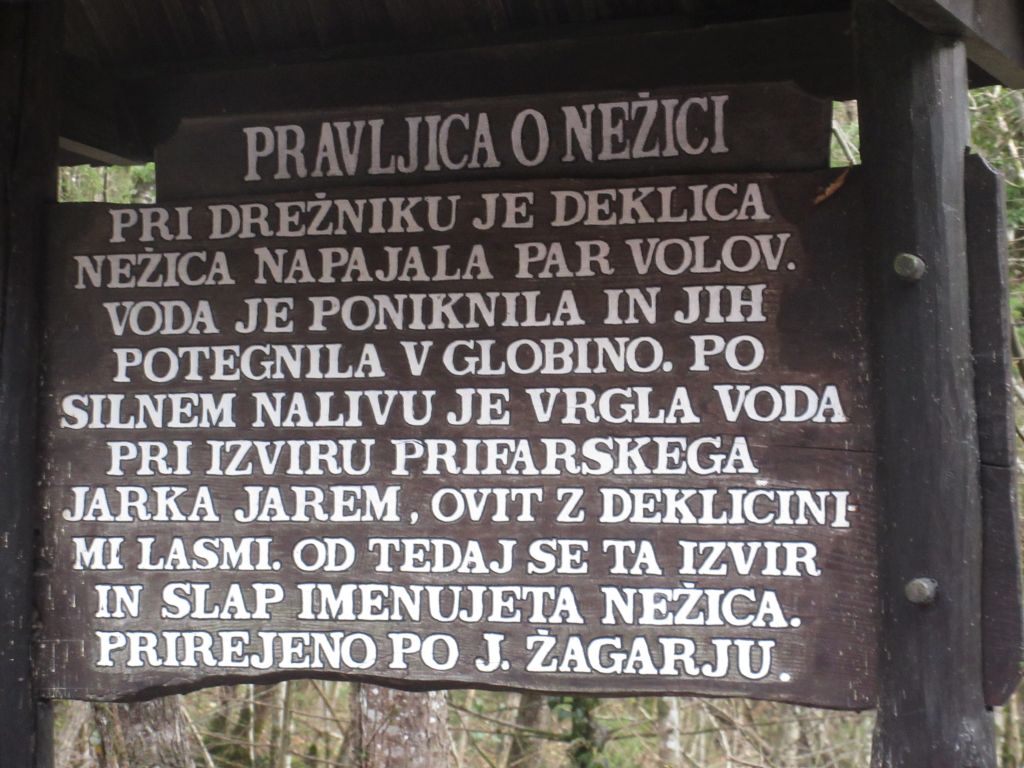 PRAVLJICA O NEŽICI
PRI DREŽNIKU JE DEKLICA
NEŽICA NAPAJALA PAR VOLOV.
VODA JE PONIKNILA IN JIH
POTEGNILA V GLOBINO. PO
SILNEM NALIVU JE VRGLA VODA
PRI IZVIRU PRIFARSKEGA
JARKA JAREM, OVIT Z DEKLICINI-
MI LASMI. OD TEDAJ SE TA IZVIR
IN SLAP IMENUJETA NEŽICA.
PRIREJENO PO J. ŽAGARJU.